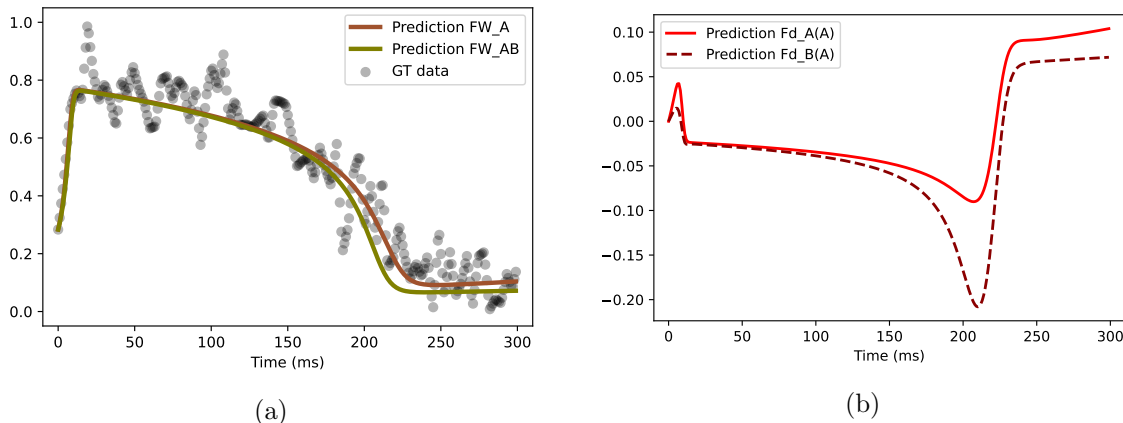 1.0
0.8
0.6
0.4
0.2
0.0
0 50 100 150 200 250 300
Time (ms)
Prediction FW_A
Prediction FW_AB
GT data
(a)
0.10
0.05
0.00
−0.05
−0.10
−0.15
−0.20
0 50 100 150 200 250 300
Time (ms)
Prediction Fd_A(A)
Prediction Fd_B(A)
(b)